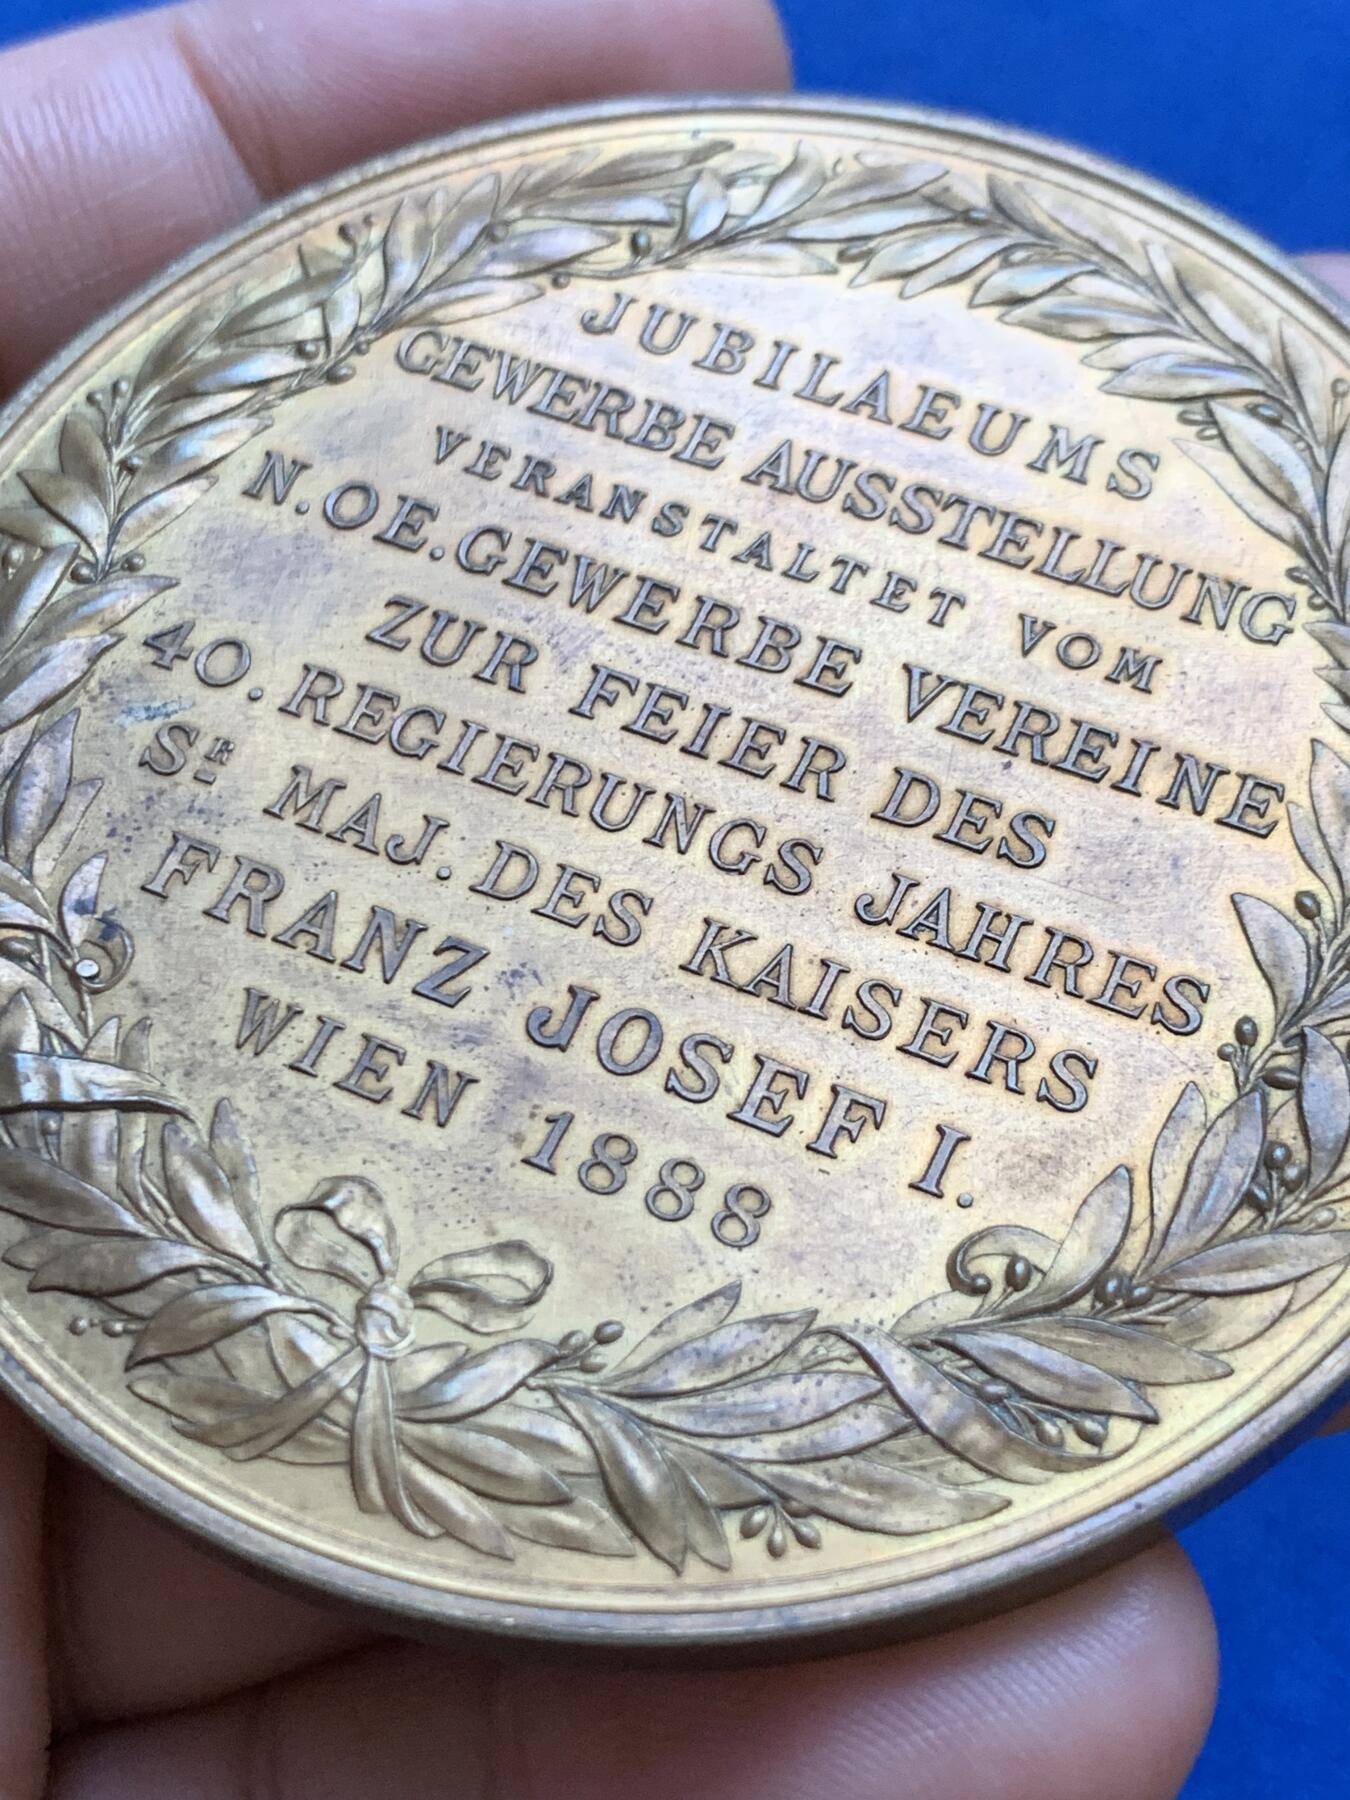 JUBILAEUMS
GEWERBE AUSSTELLUNG
VERANSTALTET VOM
N.OE.GEWERBE VEREINE
ZUR FEIER DES
40. REGIERUNGS JAHRES
SR MAJ. DES KAISERS
FRANZ JOSEF I.
WIEN 1888